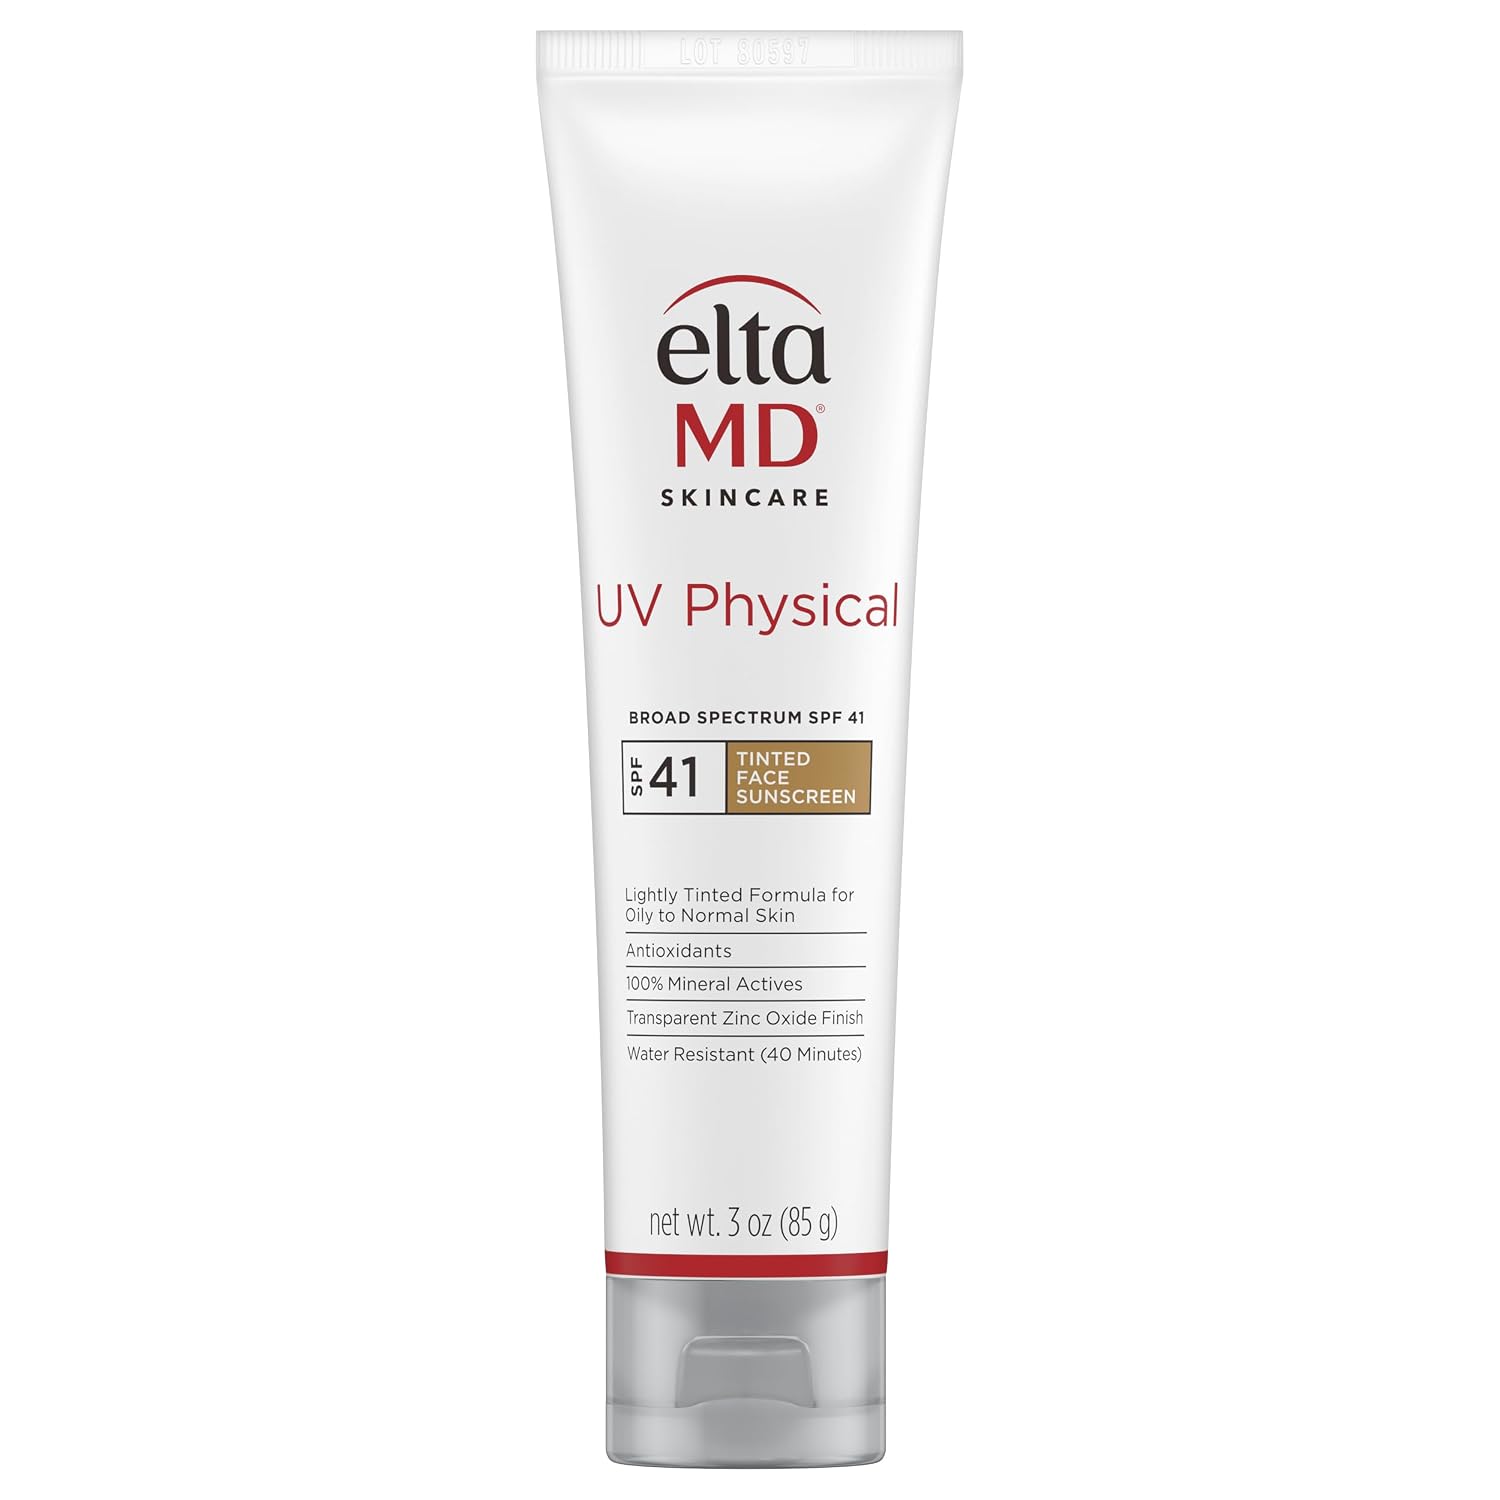 LOT 80597
elta
MD®
SKINCARE
UV Physical
BROAD SPECTRUM SPF 41
SPF 41
TINTED
FACE
SUNSCREEN
Lightly Tinted Formula for
Oily to Normal Skin
Antioxidants
100% Mineral Actives
Transparent Zinc Oxide Finish
Water Resistant (40 Minutes)
net wt. 3 oz (85 g)